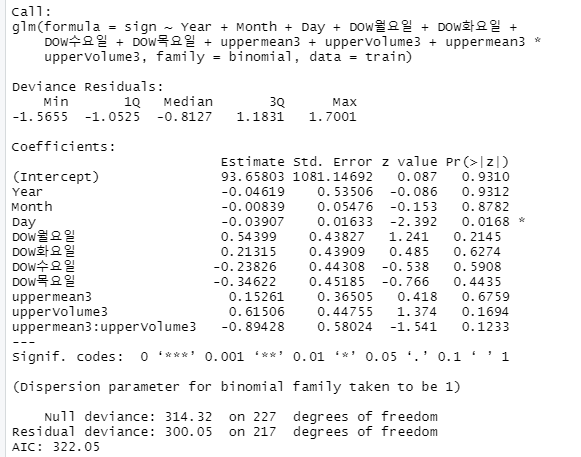 Call:
glm(formula = sign ~ Year + Month + Day + DOW월요일 + DOW화요일 +
DOW수요일 + DOW목요일 + uppermean3 + upperVolume3 + uppermean3 *
upperVolume3, family = binomial, data = train)
Deviance Residuals:
Min 1Q Median 3Q Max
-1.5655 -1.0525 -0.8127 1.1831 1.7001
Coefficients:
Estimate Std. Error z value Pr(>|z|)
(Intercept) 93.65803 1081.14692 0.087 0.9310
Year -0.04619 0.53506 -0.086 0.9312
Month -0.00839 0.05476 -0.153 0.8782
Day -0.03907 0.01633 -2.392 0.0168 *
DOW월요일 0.54399 0.43827 1.241 0.2145
DOW화요일 0.21315 0.43909 0.485 0.6274
DOW수요일 -0.23826 0.44308 -0.538 0.5908
DOW목요일 -0.34622 0.45185 -0.766 0.4435
uppermean3 0.15261 0.36505 0.418 0.6759
upperVolume3 0.61506 0.44755 1.374 0.1694
uppermean3:upperVolume3 -0.89428 0.58024 -1.541 0.1233
---
Signif. codes: 0 ‘***’ 0.001 ‘**’ 0.01 ‘*’ 0.05 ‘.’ 0.1 ‘ ’ 1
(Dispersion parameter for binomial family taken to be 1)
Null deviance: 314.32 on 227 degrees of freedom
Residual deviance: 300.05 on 217 degrees of freedom
AIC: 322.05